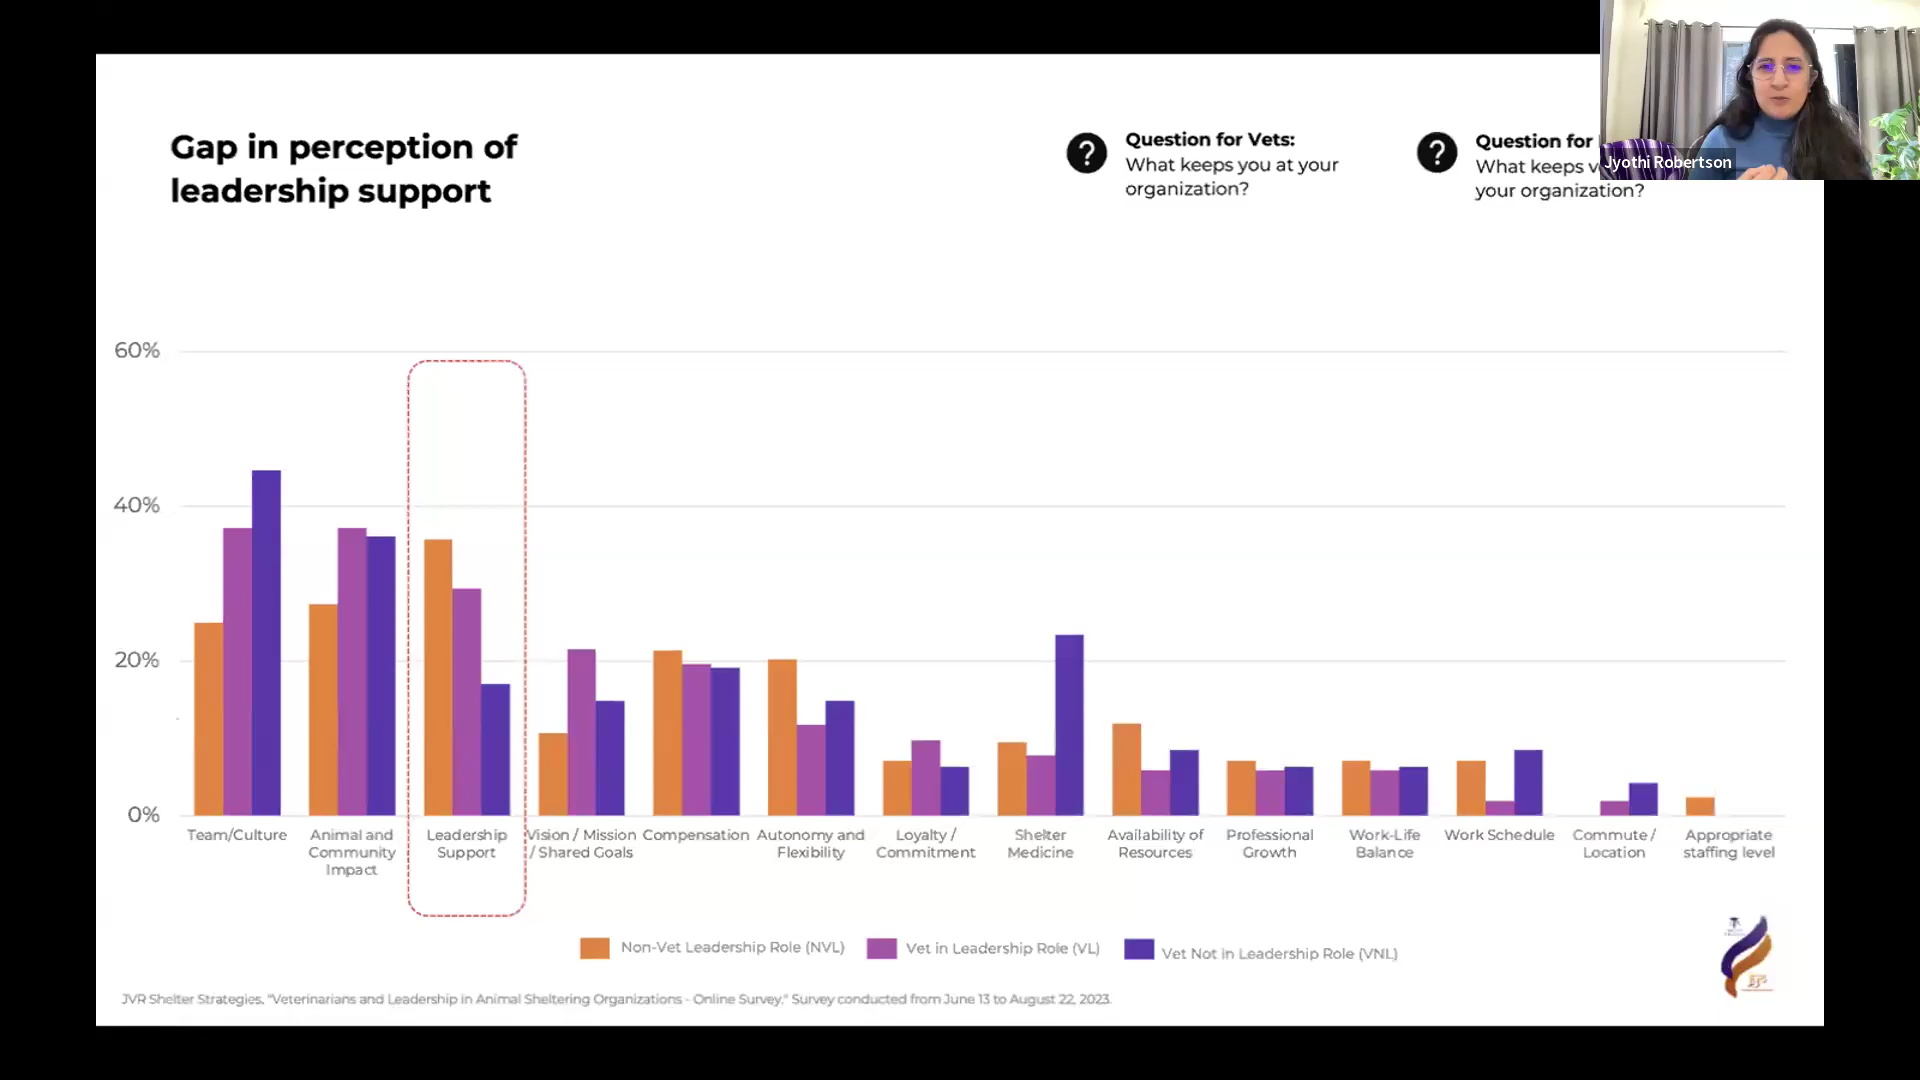 Gap in perception of
leadership support
?
Question for Vets:
What keeps you at your
organization?
?
Question for
What keeps
your organization?
Jyothi Robertson
60%
40%
20%
0%
Team/Culture
Animal and
Community
Impact
Leadership
Support
Vision / Mission
/ Shared Goals
Compensation
Autonomy and
Flexibility
Loyalty /
Commitment
Shelter
Medicine
Availability of
Resources
Professional
Growth
Work-Life
Balance
Work Schedule
Commute /
Location
Appropriate
staffing level
Non-Vet Leadership Role (NVL)
Vet in Leadership Role (VL)
Vet Not in Leadership Role (VNL)
JVR Shelter Strategies, "Veterinarians and Leadership in Animal Sheltering Organizations - Online Survey." Survey conducted from June 13 to August 22, 2023.